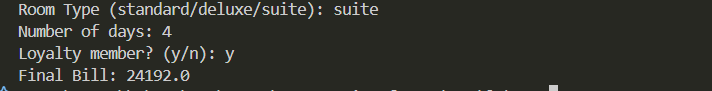 Room Type (standard/deluxe/suite): suite
Number of days: 4
Loyalty member? (y/n): y
Final Bill: 24192.0